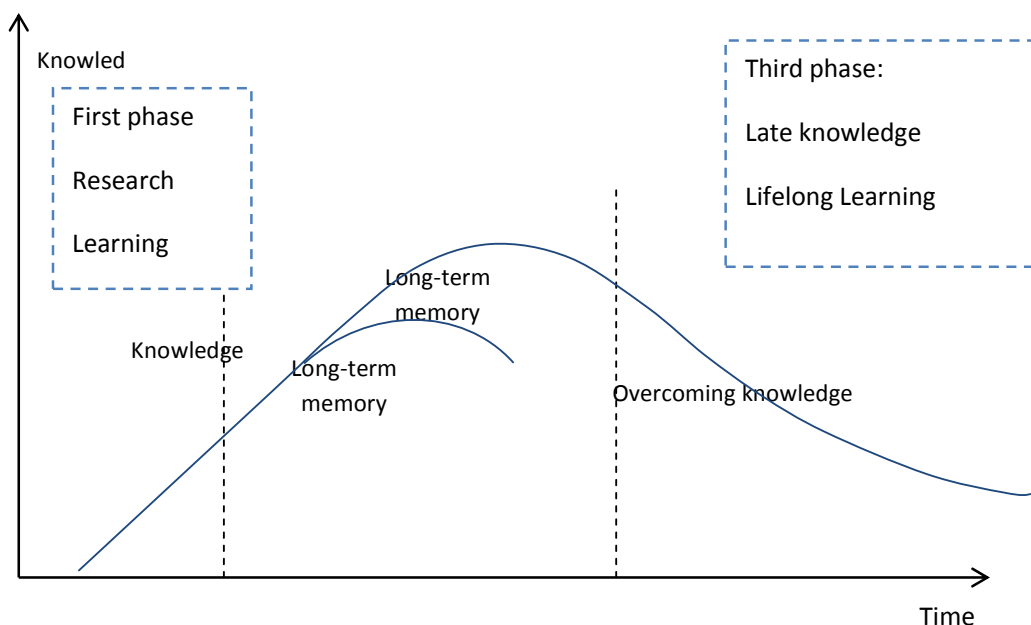 Knowled
First phase
Research
Learning
Third phase:
Late knowledge
Lifelong Learning
Long-term
memory
Knowledge
Long-term
memory
Overcoming knowledge
Time